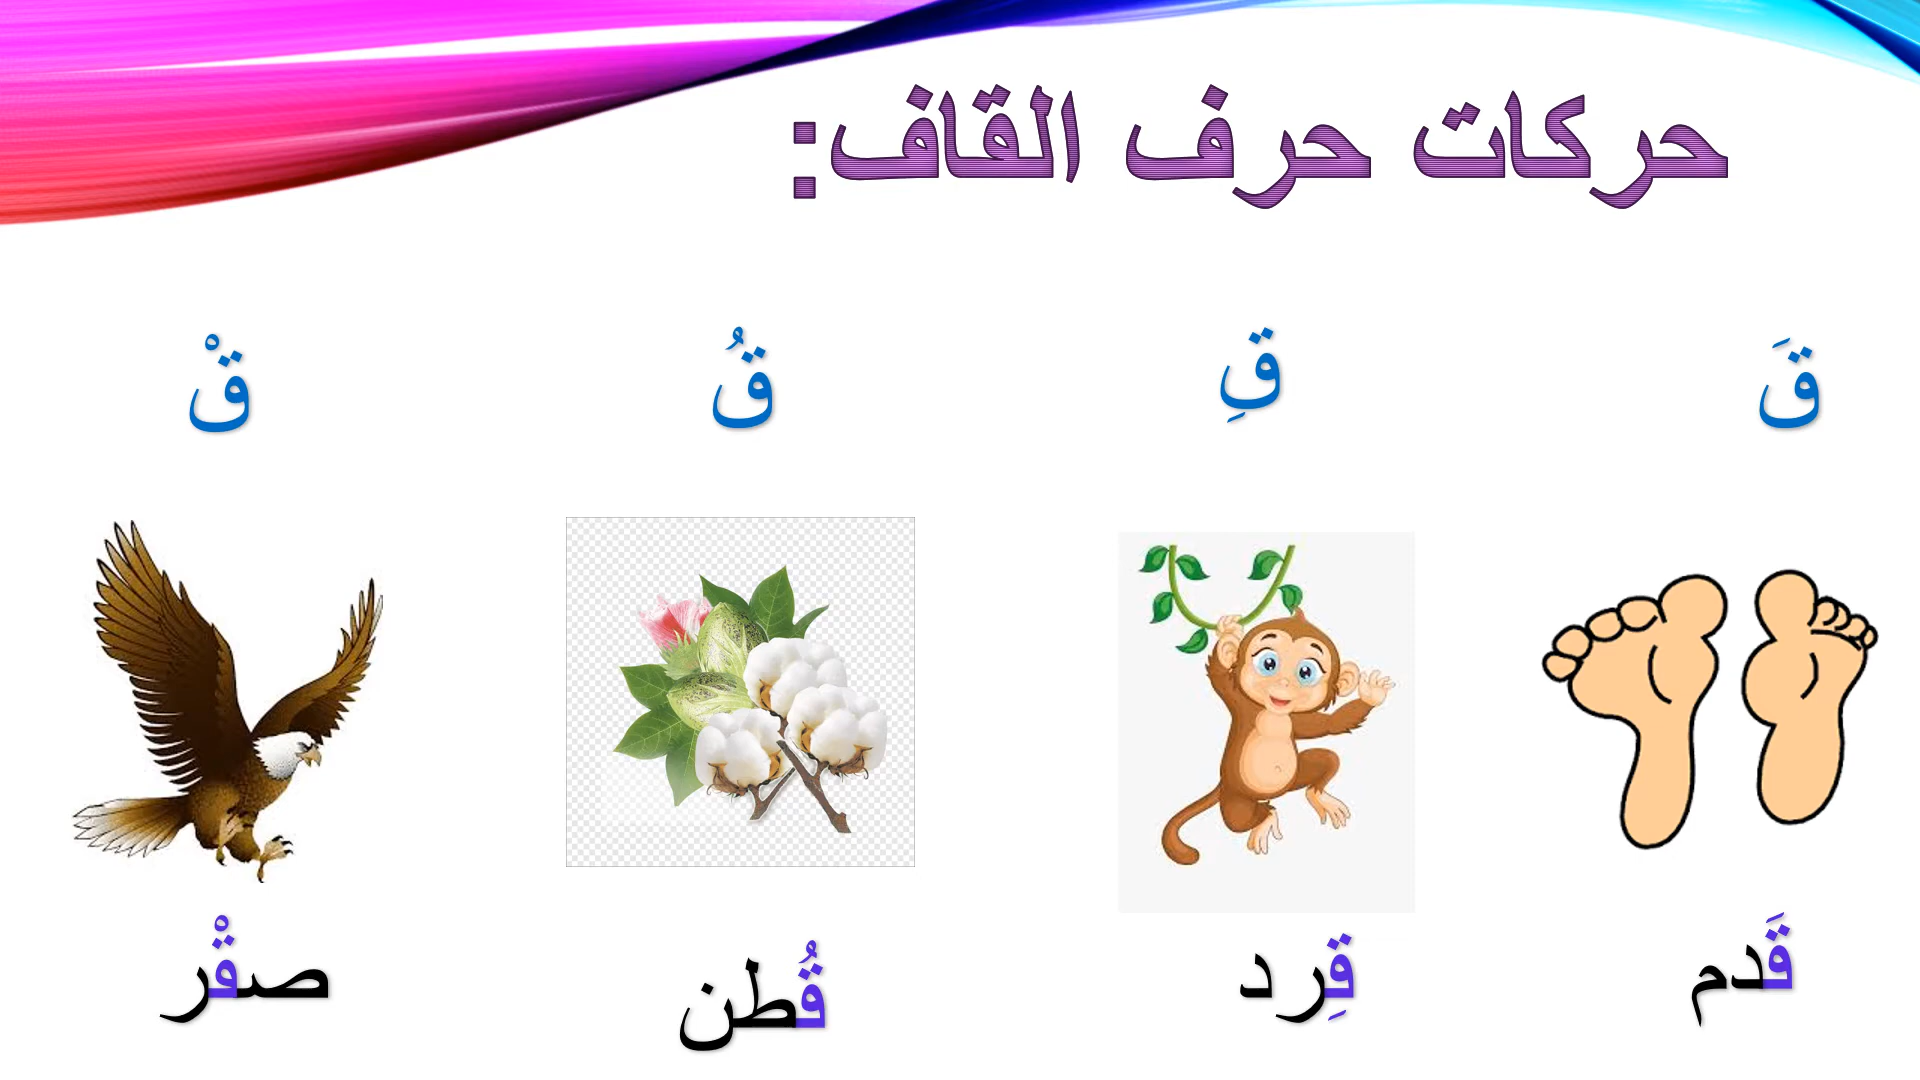 حركات حرف القاف:
قَ قِ قُ قْ
قَدم قِرد قُطن صقْر